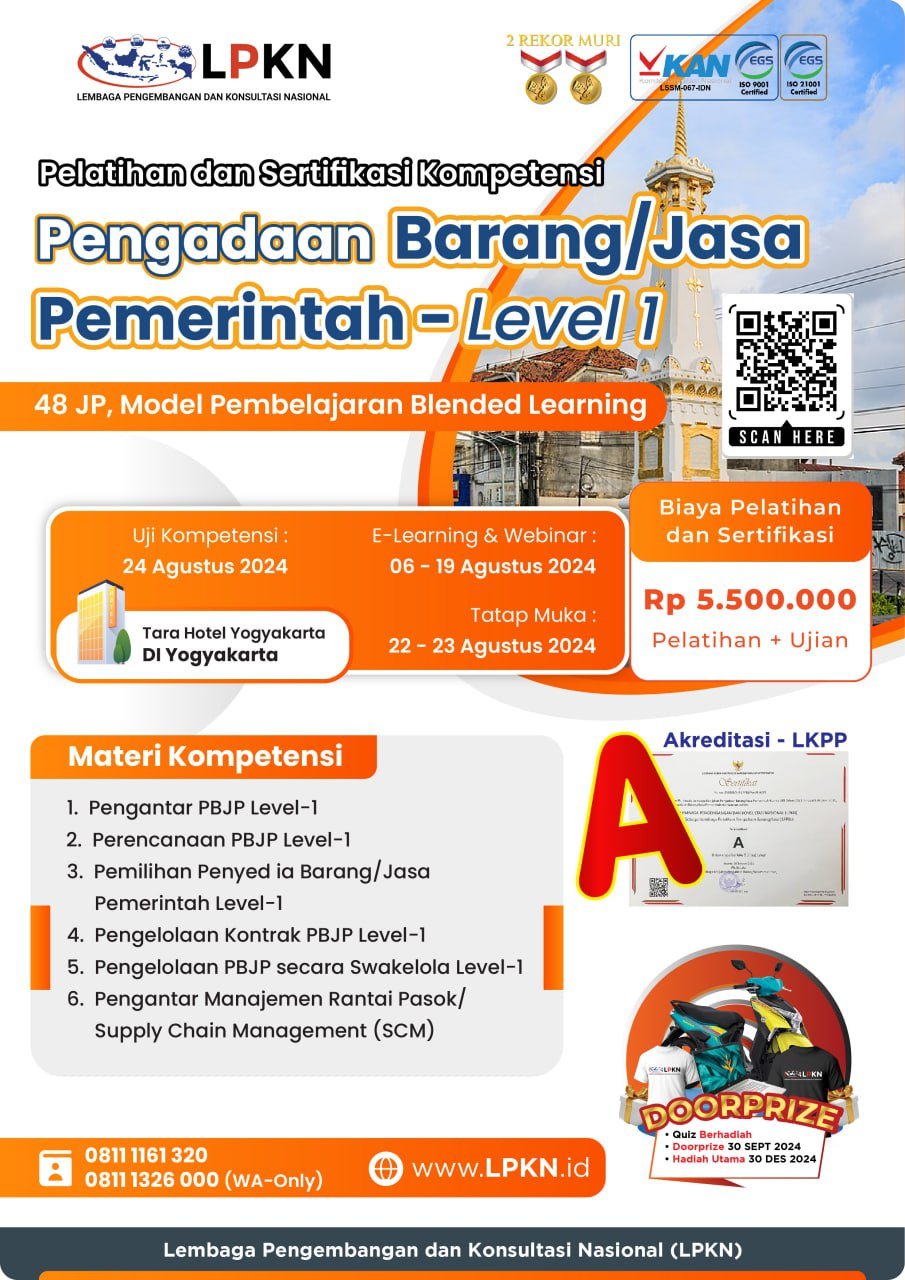 LPKN
LEMBAGA PENGEMBANGAN DAN KONSULTASI NASIONAL
2 REKOR MURI
KAN
Komite Akreditasi Nasional
LSSM-067-IDN
EGS
ISO 9001
Certified
EGS
ISO 21001
Certified
Pelatihan dan Sertifikasi Kompetensi
Pengadaan Barang/Jasa
Pemerintah - Level 1
SCAN HERE
48 JP, Model Pembelajaran Blended Learning
Uji Kompetensi :
24 Agustus 2024
HOTEL
Tara Hotel Yogyakarta
DI Yogyakarta
E-Learning & Webinar :
06 - 19 Agustus 2024
Tatap Muka :
22 - 23 Agustus 2024
Biaya Pelatihan
dan Sertifikasi
Rp 5.500.000
Pelatihan + Ujian
Materi Kompetensi
1. Pengantar PBJP Level-1
2. Perencanaan PBJP Level-1
3. Pemilihan Penyed ia Barang/Jasa
Pemerintah Level-1
4. Pengelolaan Kontrak PBJP Level-1
5. Pengelolaan PBJP secara Swakelola Level-1
6. Pengantar Manajemen Rantai Pasok/
Supply Chain Management (SCM)
A
Akreditasi - LKPP
Sertifikat
A
LPKN
LPKN
DOORPRIZE
• Quiz Berhadiah
• Doorprize 30 SEPT 2024
• Hadiah Utama 30 DES 2024
0811 1161 320
0811 1326 000 (WA-Only)
www.LPKN.id
Lembaga Pengembangan dan Konsultasi Nasional (LPKN)